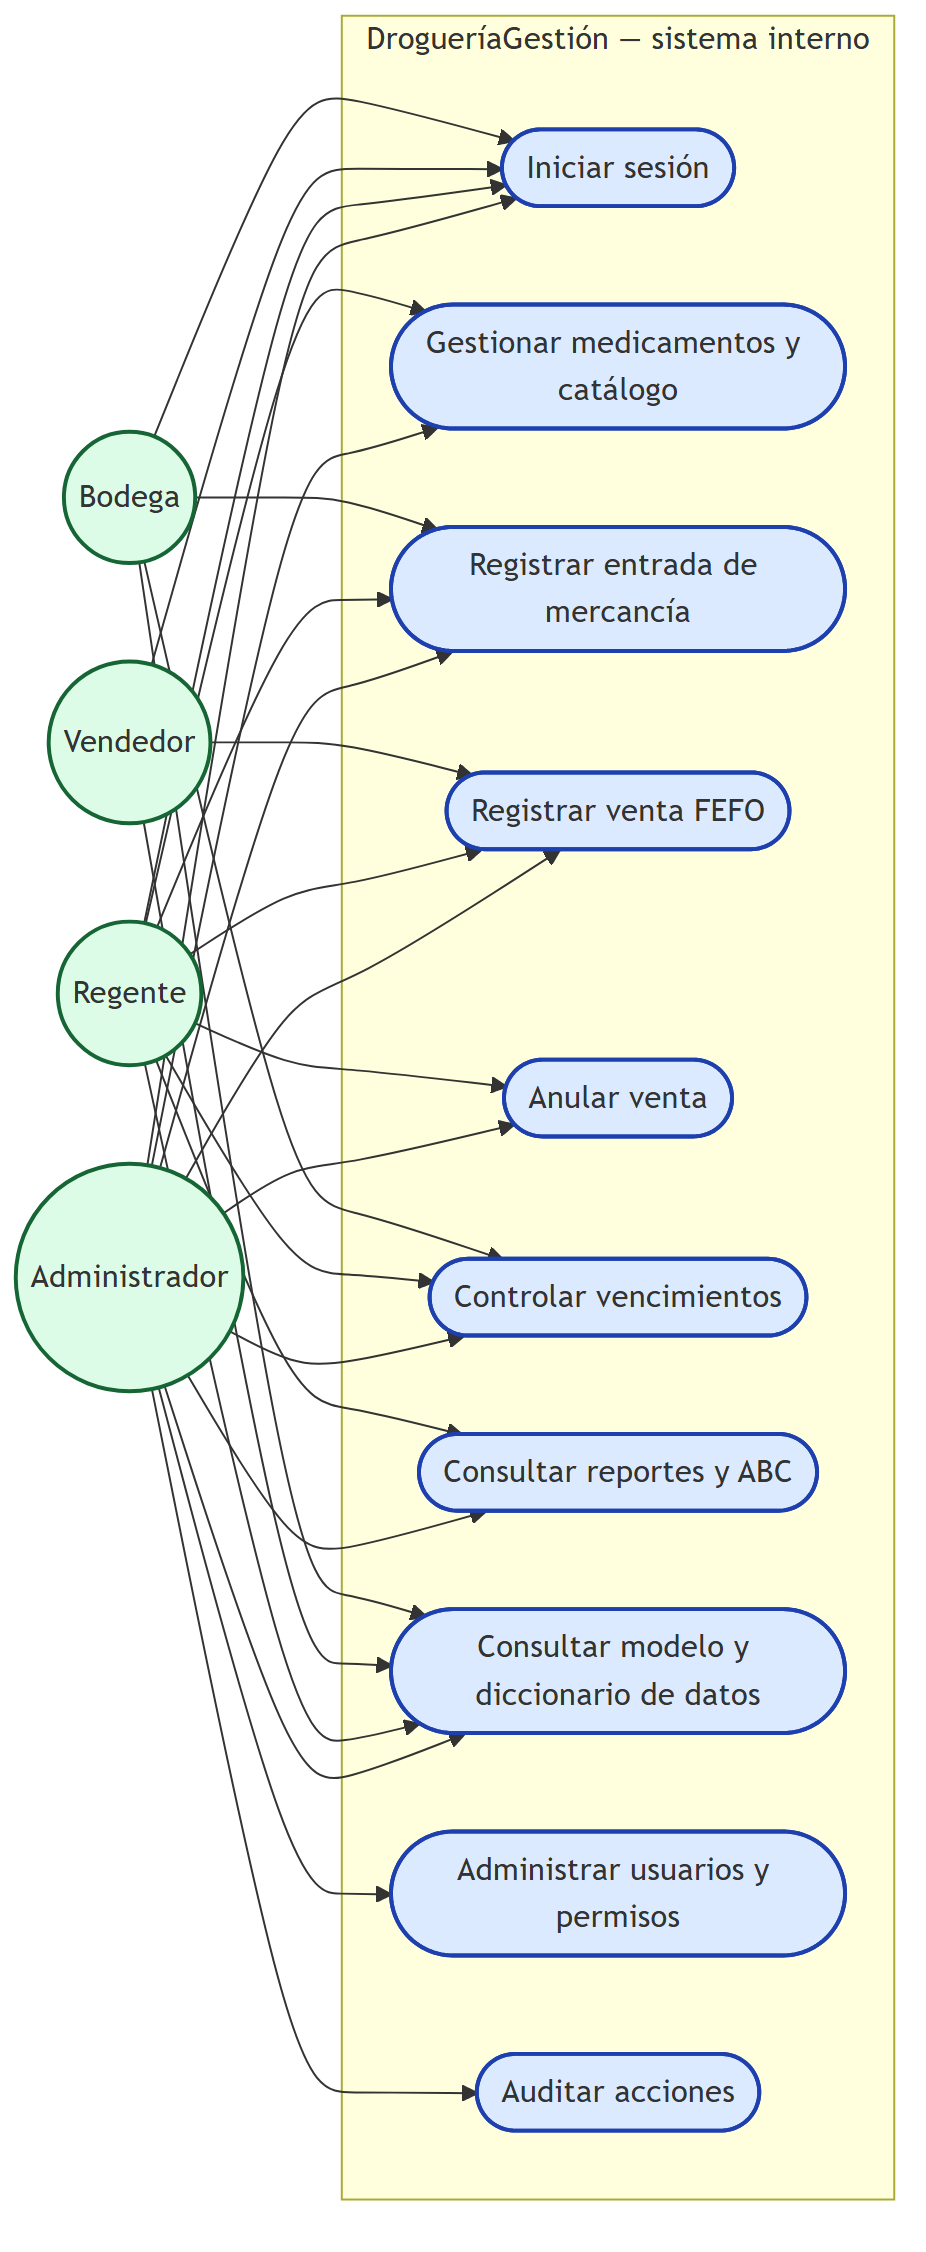 DrogueríaGestión — sistema interno
Iniciar sesión
Gestionar medicamentos y
catálogo
Bodega
Registrar entrada de
mercancía
Vendedor
Registrar venta FEFO
Regente
Anular venta
Administrador
Controlar vencimientos
Consultar reportes y ABC
Consultar modelo y
diccionario de datos
Administrar usuarios y
permisos
Auditar acciones